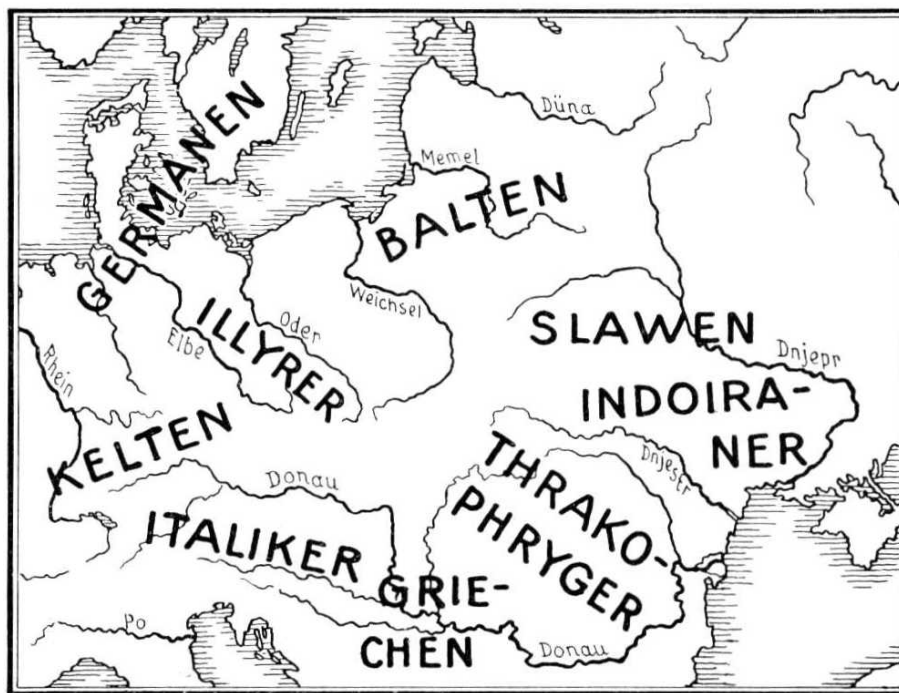 Düna
GERMANEN
Memel
BALTEN
Weichsel
ILLYRER
Oder
Elbe
SLAWEN
Dnjepr
Rhein
INDOIRA-
NER
KELTEN
THRAKO-
PHRYGER
Dnjestr
Donau
ITALIKER
GRIE-
CHEN
Po
Donau